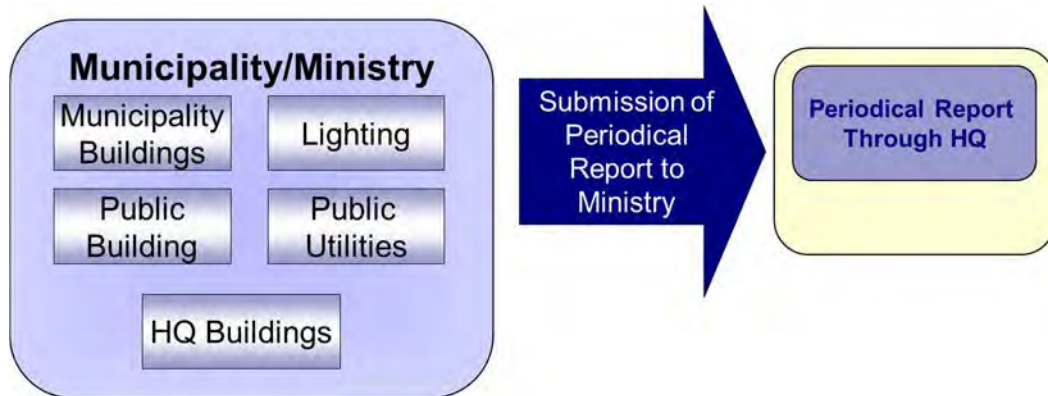 Municipality/Ministry
Municipality
Buildings
Lighting
Public
Building
Public
Utilities
HQ Buildings
Submission of
Periodical
Report to
Ministry
Periodical Report
Through HQ